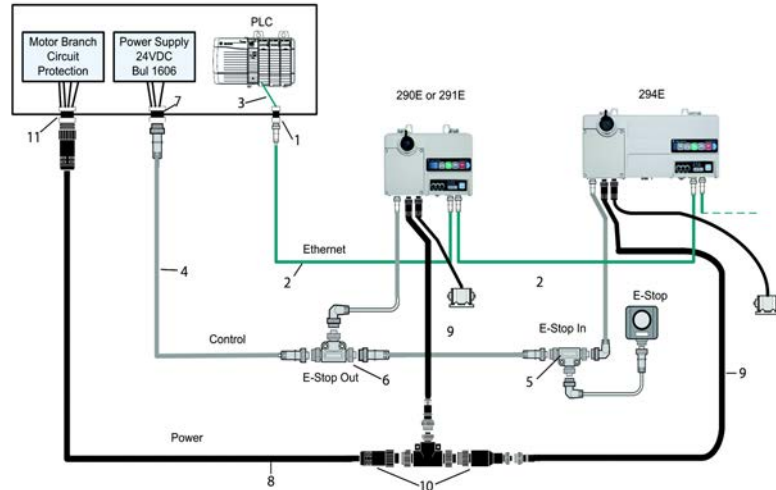 PLC
Motor Branch
Circuit
Protection
Power Supply
24VDC
Bul 1606
3
7
11
1
290E or 291E
294E
Ethernet
2
2
4
9
E-Stop
E-Stop In
Control
5
6
E-Stop Out
9
Power
8
10